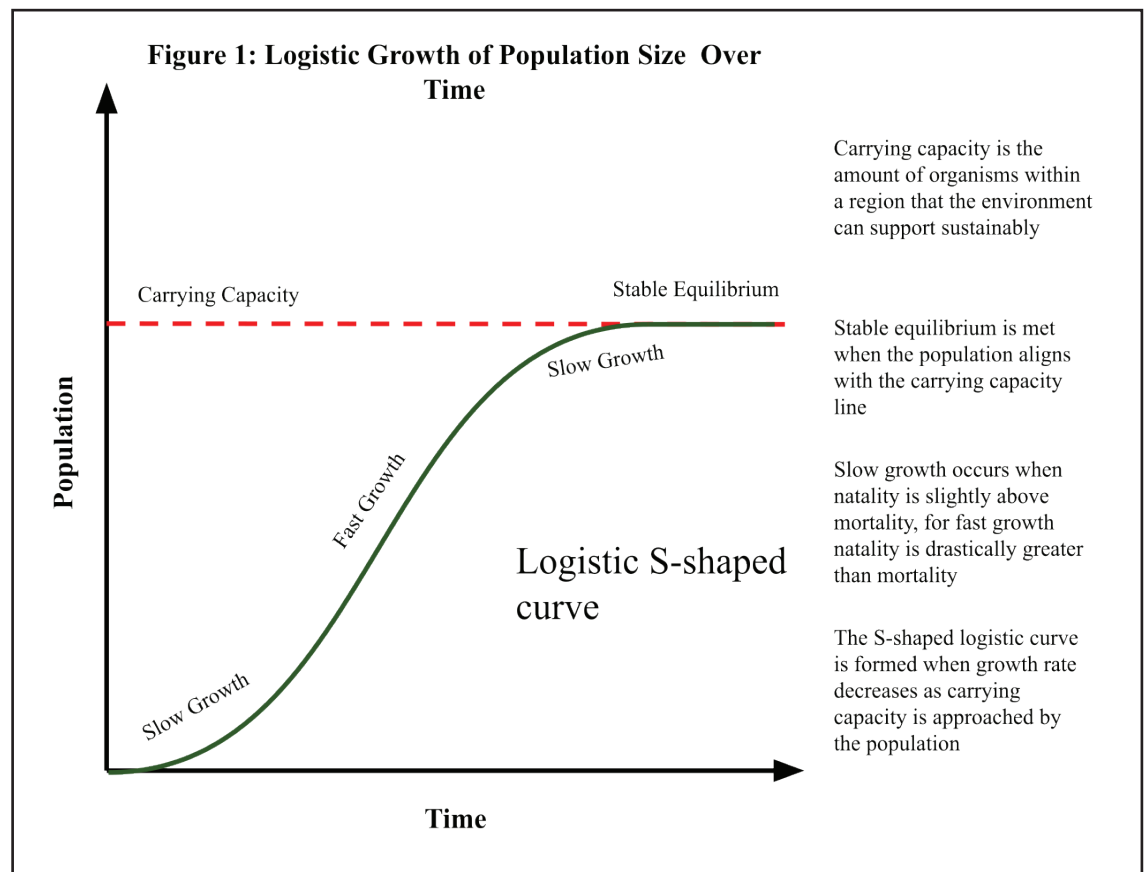 Figure 1: Logistic Growth of Population Size Over
Time
Carrying capacity is the
amount of organisms within
a region that the environment
can support sustainably
Carrying Capacity
Stable Equilibrium
Stable equilibrium is met
when the population aligns
with the carrying capacity
line
Slow Growth
Population
Fast Growth
Slow growth occurs when
natality is slightly above
mortality, for fast growth
natality is drastically greater
than mortality
Logistic S-shaped
curve
Slow Growth
The S-shaped logistic curve
is formed when growth rate
decreases as carrying
capacity is approached by
the population
Time